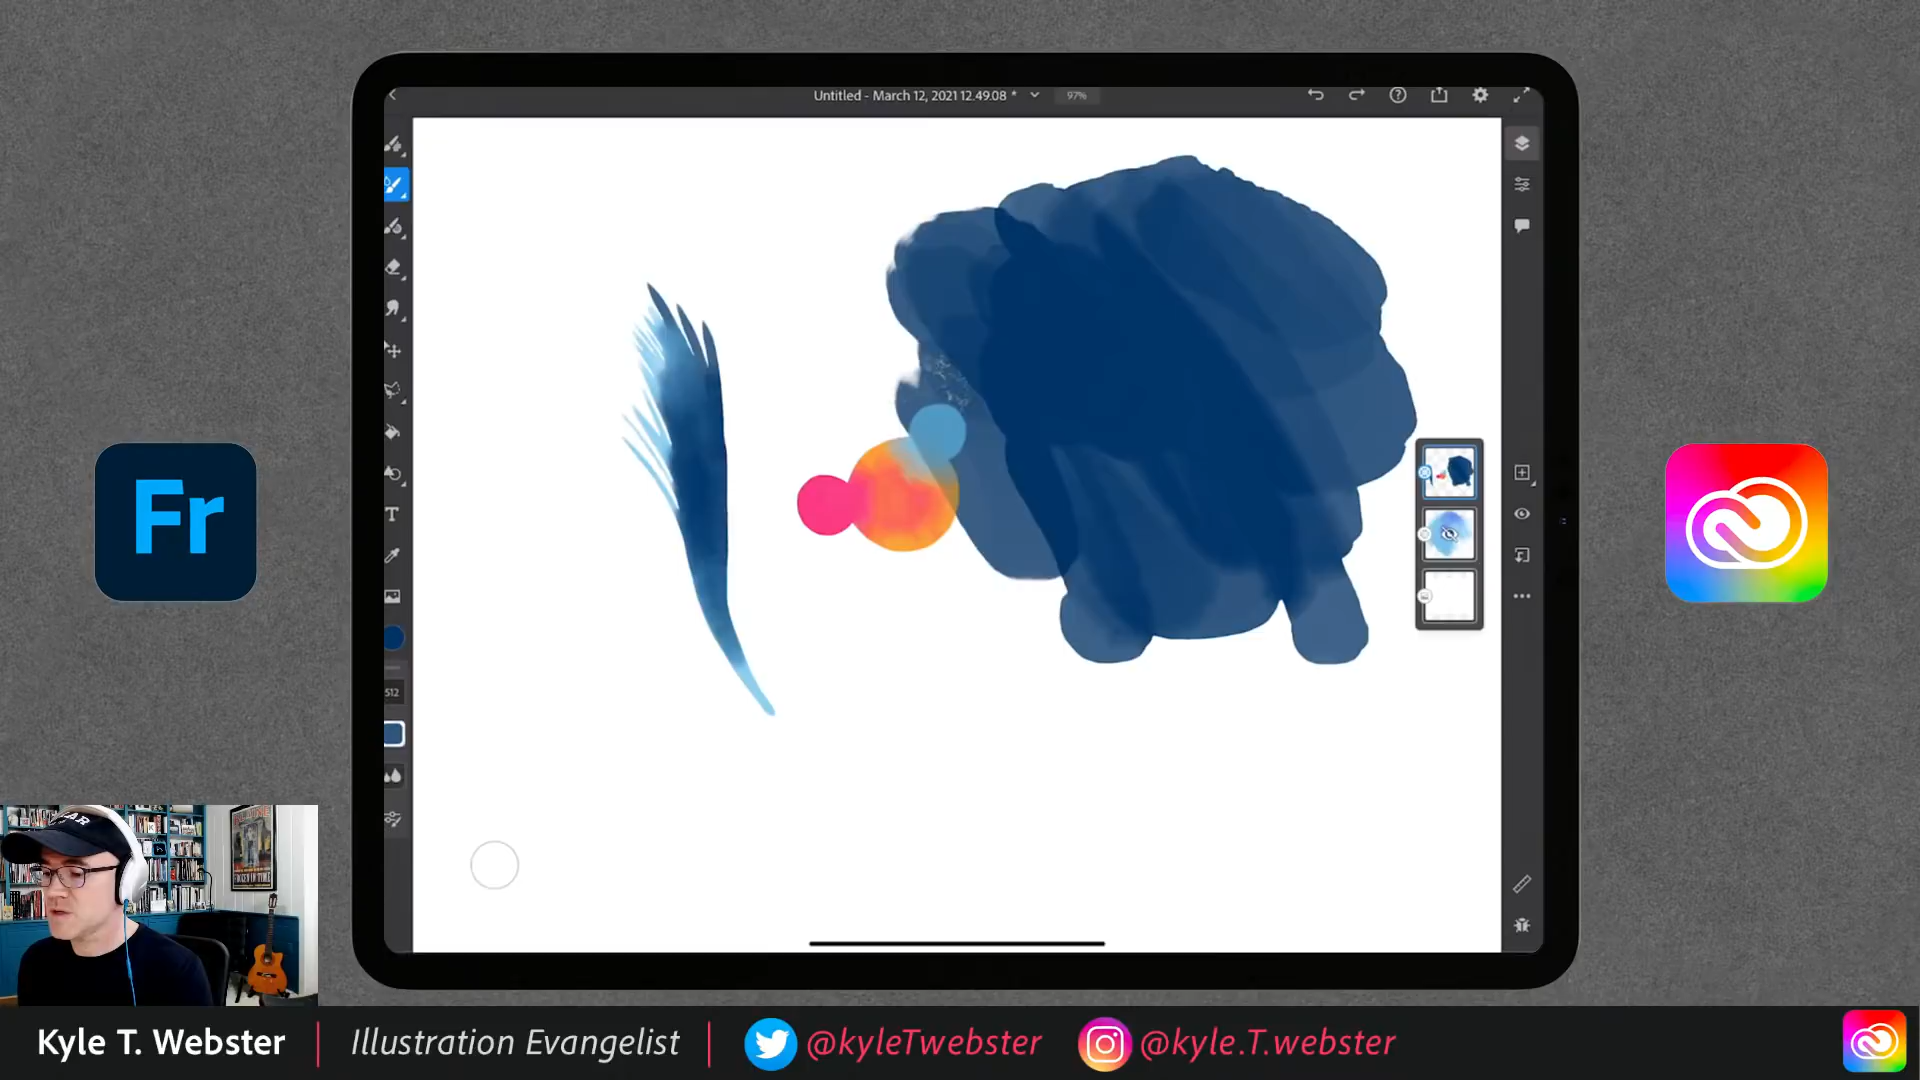 Untitled - March 12, 2021 12.49.08 *
97%
Fr
T
512
Kyle T. Webster
Illustration Evangelist
@kyleTwebster
@kyle.T.webster